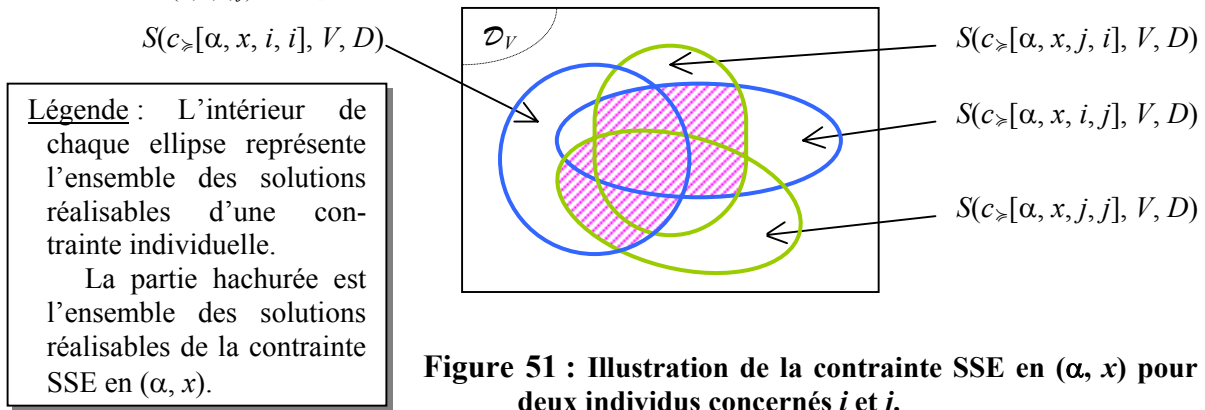 S(c≽[α, x, i, i], V, D)
𝒟V
S(c≽[α, x, j, i], V, D)
S(c≽[α, x, i, j], V, D)
S(c≽[α, x, j, j], V, D)
Légende : L’intérieur de
chaque ellipse représente
l’ensemble des solutions
réalisables d’une con-
trainte individuelle.
La partie hachurée est
l’ensemble des solutions
réalisables de la contrainte
SSE en (α, x).
Figure 51 : Illustration de la contrainte SSE en (α, x) pour
deux individus concernés i et j.